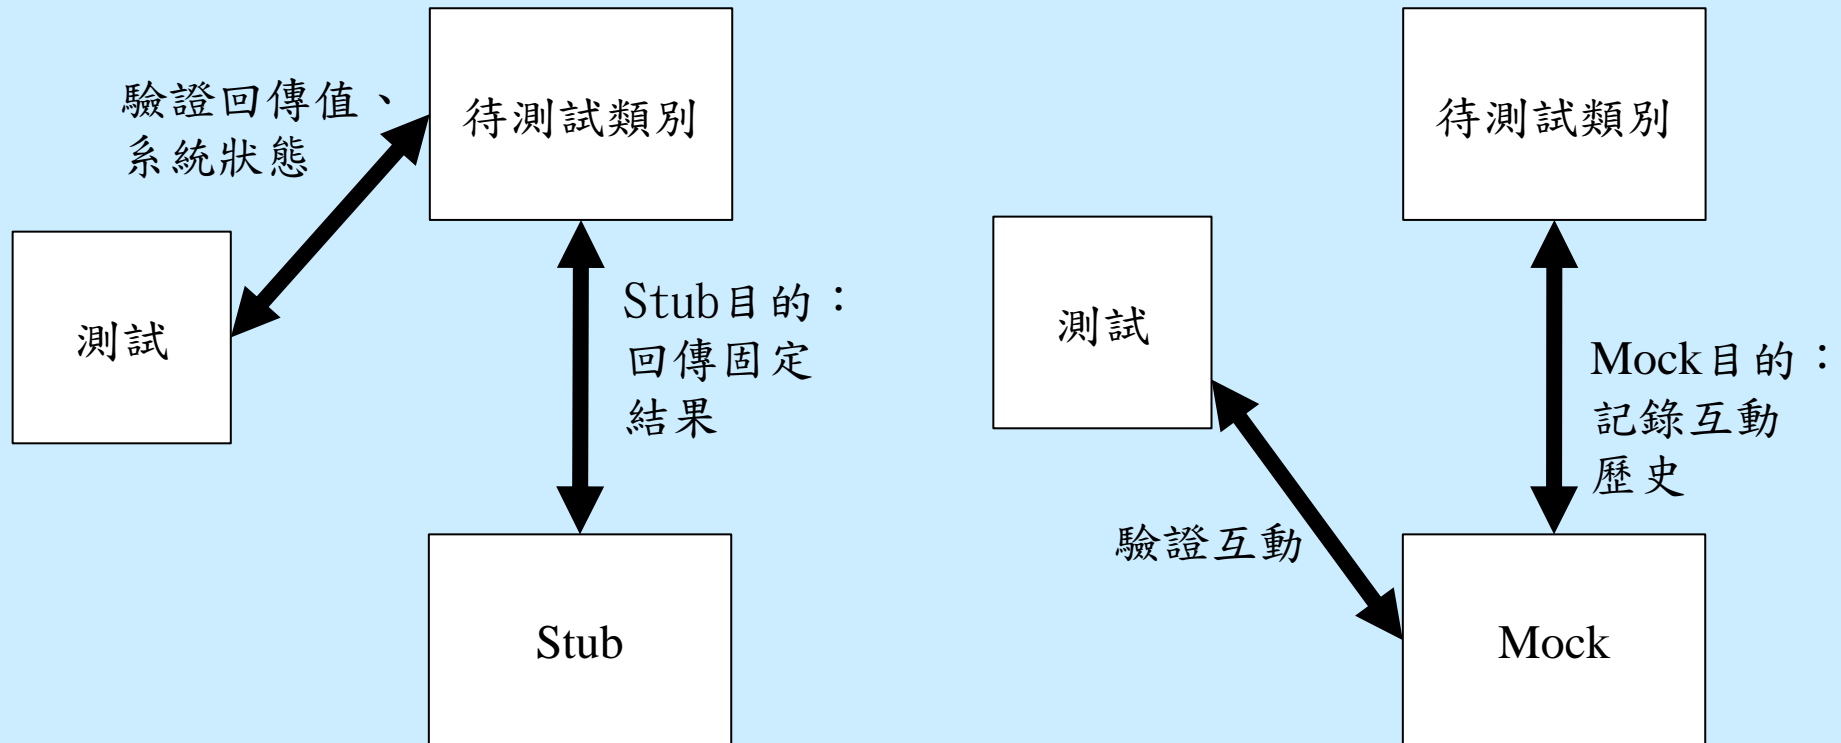 驗證回傳值、
系統狀態
待測試類別
測試
Stub目的：
回傳固定
結果
Stub
待測試類別
測試
Mock目的：
記錄互動
歷史
驗證互動
Mock